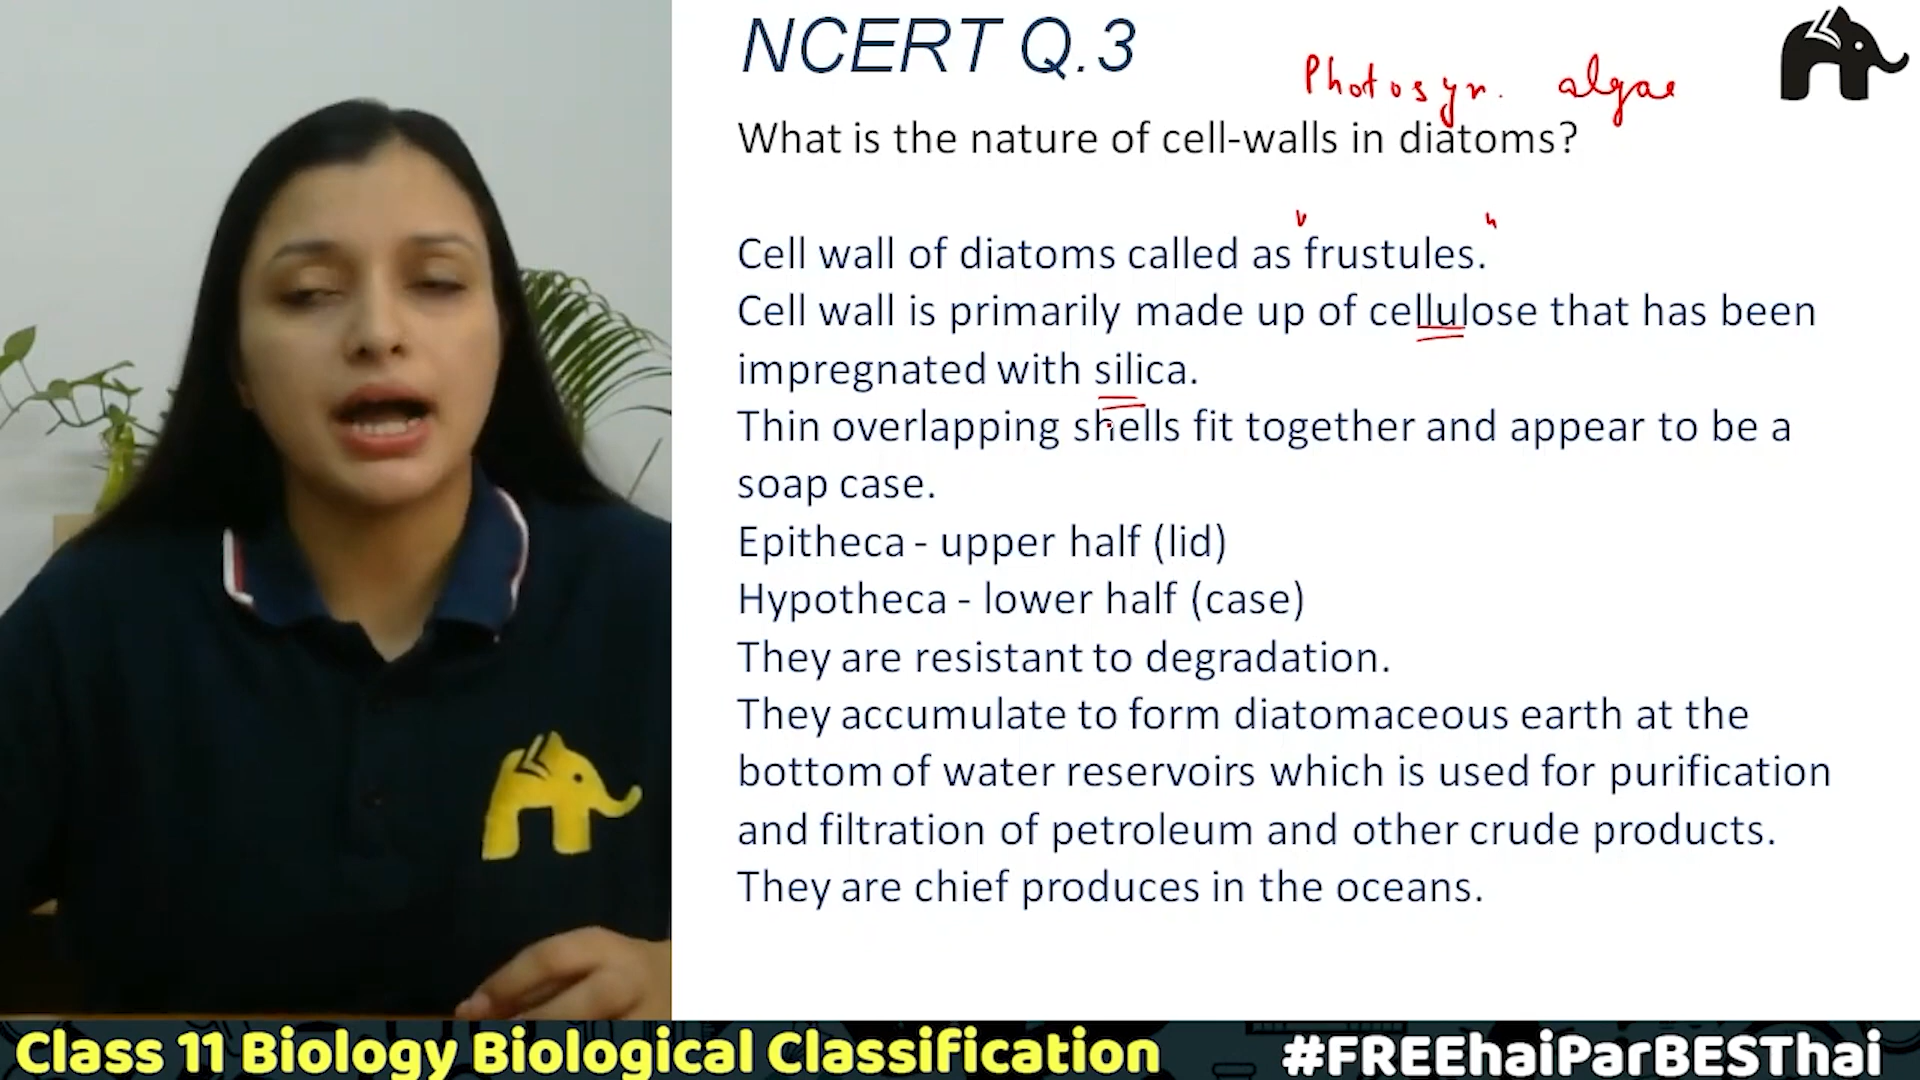 NCERT Q.3
Photosyn. algae
What is the nature of cell-walls in diatoms?
Cell wall of diatoms called as "frustules."
Cell wall is primarily made up of cellulose that has been
impregnated with silica.
Thin overlapping shells fit together and appear to be a
soap case.
Epitheca - upper half (lid)
Hypotheca - lower half (case)
They are resistant to degradation.
They accumulate to form diatomaceous earth at the
bottom of water reservoirs which is used for purification
and filtration of petroleum and other crude products.
They are chief produces in the oceans.
Class 11 Biology Biological Classification
#FREEhaiParBESThai